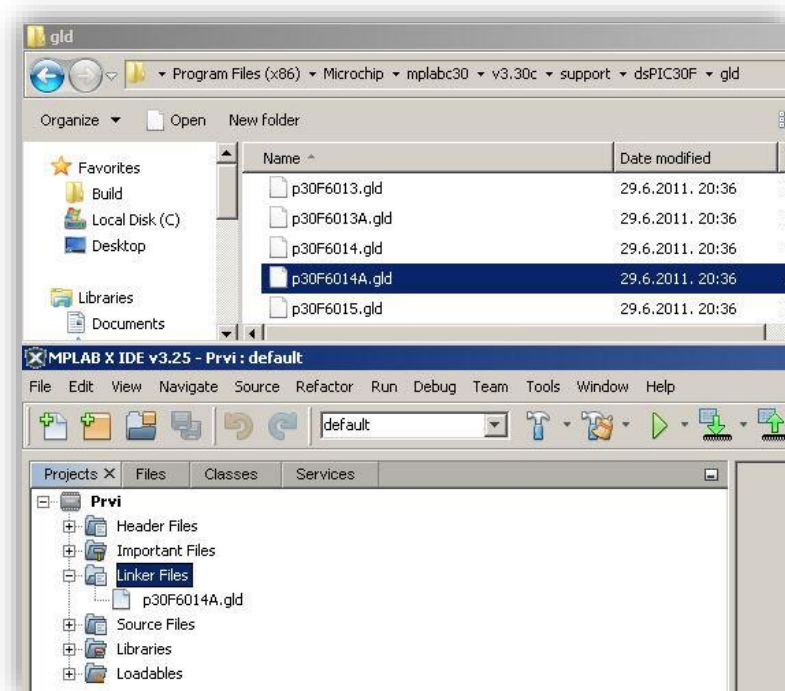 gld
Program Files (x86) ▾ Microchip ▾ mplabc30 ▾ v3.30c ▾ support ▾ dsPIC30F ▾ gld
Organize ▾ Open New folder
Favorites
Build
Local Disk (C)
Desktop
Libraries
Documents
Name Date modified
p30F6013.gld 29.6.2011. 20:36
p30F6013A.gld 29.6.2011. 20:36
p30F6014.gld 29.6.2011. 20:36
p30F6014A.gld 29.6.2011. 20:36
p30F6015.gld 29.6.2011. 20:36
MPLAB X IDE v3.25 - Prvi : default
File Edit View Navigate Source Refactor Run Debug Team Tools Window Help
default
Projects X Files Classes Services
Prvi
Header Files
Important Files
Linker Files
p30F6014A.gld
Source Files
Libraries
Loadables